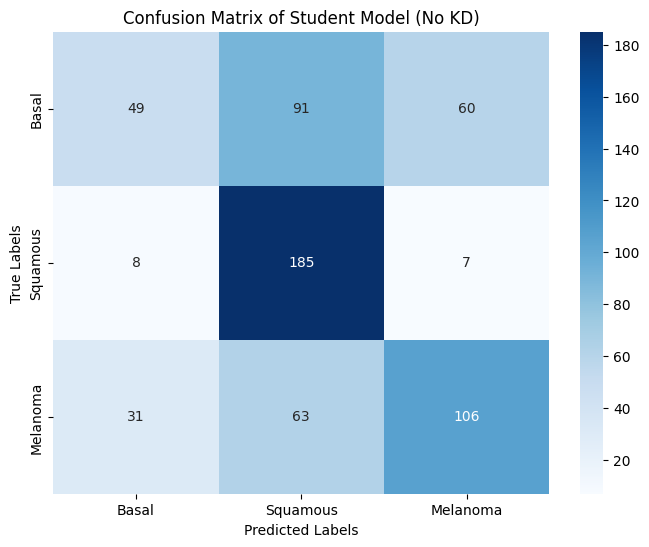 Confusion Matrix of Student Model (No KD)
True Labels
Basal
Squamous
Melanoma
49 91 60
8 185 7
31 63 106
Basal Squamous Melanoma
Predicted Labels
180
160
140
120
100
80
60
40
20